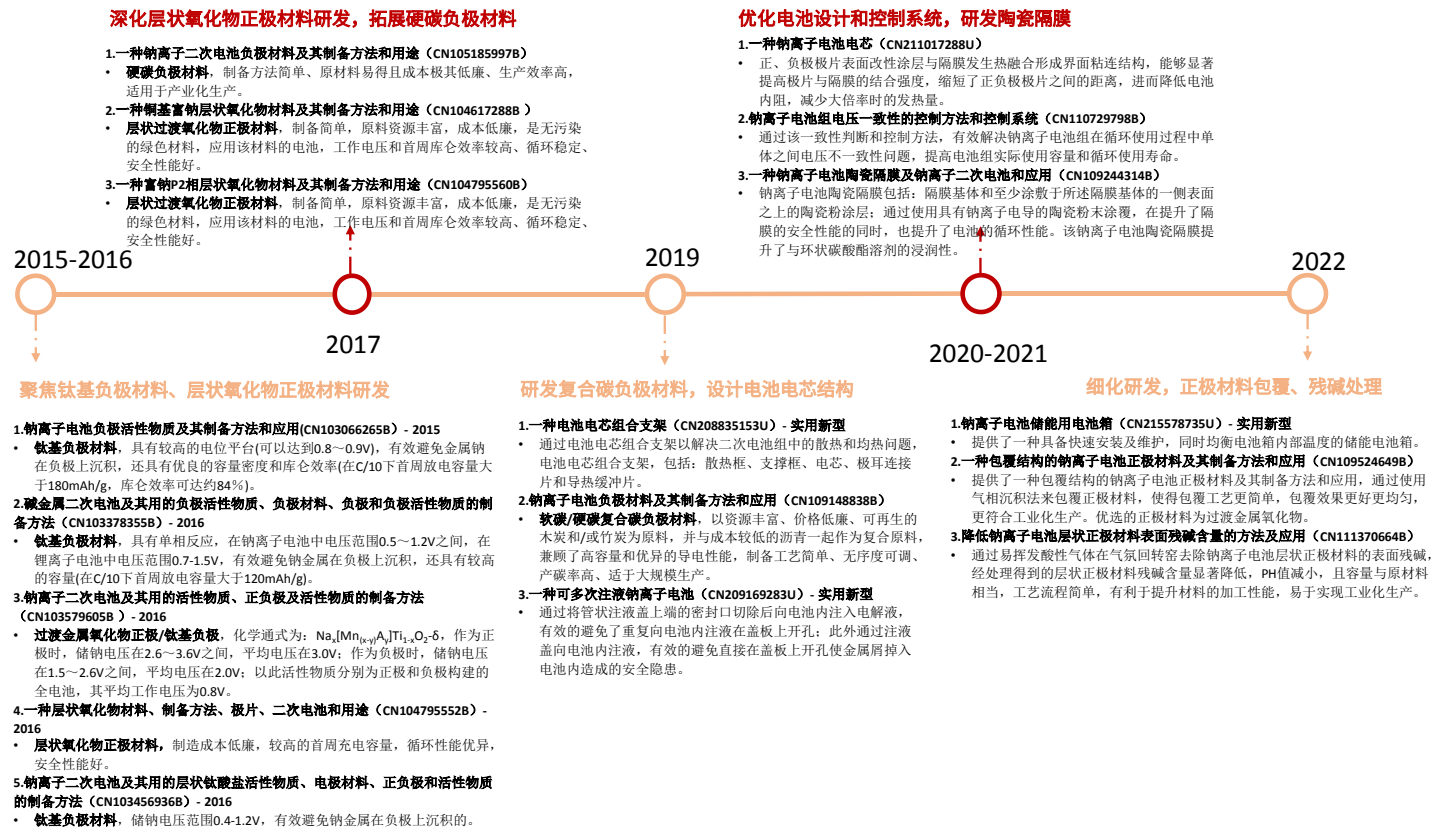 深化层状氧化物正极材料研发，拓展硬碳负极材料
1.一种钠离子二次电池负极材料及其制备方法和用途（CN105185997B）
• 硬碳负极材料，制备方法简单、原材料易得且成本极其低廉、生产效率高，
适用于产业化生产。
2.一种铜基富钠层状氧化物材料及其制备方法和用途（CN104617288B ）
• 层状过渡氧化物正极材料，制备简单，原料资源丰富，成本低廉，是无污染
的绿色材料，应用该材料的电池，工作电压和首周库仑效率较高、循环稳定、
安全性能好。
3.一种富钠P2相层状氧化物材料及其制备方法和用途（CN104795560B）
• 层状过渡氧化物正极材料，制备简单，原料资源丰富，成本低廉，是无污染
的绿色材料，应用该材料的电池，工作电压和首周库仑效率较高、循环稳定、
安全性能好。
优化电池设计和控制系统，研发陶瓷隔膜
1.一种钠离子电池电芯（CN211017288U）
• 正、负极极片表面改性涂层与隔膜发生热融合形成界面粘连结构，能够显著
提高极片与隔膜的结合强度，缩短了正负极极片之间的距离，进而降低电池
内阻，减少大倍率时的发热量。
2.钠离子电池组电压一致性的控制方法和控制系统（CN110729798B）
• 通过该一致性判断和控制方法，有效解决钠离子电池组在循环使用过程中单
体之间电压不一致性问题，提高电池组实际使用容量和循环使用寿命。
3.一种钠离子电池陶瓷隔膜及钠离子二次电池和应用（CN109244314B）
• 钠离子电池陶瓷隔膜包括：隔膜基体和至少涂敷于所述隔膜基体的一侧表面
之上的陶瓷粉涂层；通过使用具有钠离子电导的陶瓷粉末涂覆，在提升了隔
膜的安全性能的同时，也提升了电池的循环性能。该钠离子电池陶瓷隔膜提
升了与环状碳酸酯溶剂的浸润性。
2015-2016
2017
2019
2020-2021
2022
聚焦钛基负极材料、层状氧化物正极材料研发
1.钠离子电池负极活性物质及其制备方法和应用(CN103066265B）- 2015
• 钛基负极材料，具有较高的电位平台(可以达到0.8～0.9V)，有效避免金属钠
在负极上沉积，还具有优良的容量密度和库仑效率(在C/10下首周放电容量大
于180mAh/g，库仑效率可达约84％)。
2.碱金属二次电池及其用的负极活性物质、负极材料、负极和负极活性物质的制
备方法（CN103378355B）- 2016
• 钛基负极材料，具有单相反应，在钠离子电池中电压范围0.5～1.2V之间，在
锂离子电池中电压范围0.7-1.5V，有效避免钠金属在负极上沉积，还具有较高
的容量(在C/10下首周放电容量大于120mAh/g)。
3.钠离子二次电池及其用的活性物质、正负极及活性物质的制备方法
（CN103579605B ）- 2016
• 过渡金属氧化物正极/钛基负极，化学通式为：Naₓ[Mn₍ₓ₋ᵧ₎Aᵧ]Ti₁₋ₓO₂-δ，作为正
极时，储钠电压在2.6～3.6V之间，平均电压在3.0V；作为负极时，储钠电压
在1.5～2.6V之间，平均电压在2.0V；以此活性物质分别为正极和负极构建的
全电池，其平均工作电压为0.8V。
4.一种层状氧化物材料、制备方法、极片、二次电池和用途（CN104795552B）-
2016
• 层状氧化物正极材料，制造成本低廉，较高的首周充电容量，循环性能优异，
安全性能好。
5.钠离子二次电池及其用的层状钛酸盐活性物质、电极材料、正负极和活性物质
的制备方法（CN103456936B）- 2016
• 钛基负极材料，储钠电压范围0.4-1.2V，有效避免钠金属在负极上沉积的。
研发复合碳负极材料，设计电池电芯结构
1.一种电池电芯组合支架（CN208835153U）- 实用新型
• 通过电池电芯组合支架以解决二次电池组中的散热和均热问题，
电池电芯组合支架，包括：散热框、支撑框、电芯、极耳连接
片和导热缓冲片。
2.钠离子电池负极材料及其制备方法和应用（CN109148838B）
• 软碳/硬碳复合碳负极材料，以资源丰富、价格低廉、可再生的
木炭和/或竹炭为原料，并与成本较低的沥青一起作为复合原料，
兼顾了高容量和优异的导电性能，制备工艺简单、无序度可调、
产碳率高、适于大规模生产。
3.一种可多次注液钠离子电池（CN209169283U）- 实用新型
• 通过将管状注液盖上端的密封口切除后向电池内注入电解液，
有效的避免了重复向电池内注液在盖板上开孔；此外通过注液
盖向电池内注液，有效的避免直接在盖板上开孔使金属屑掉入
电池内造成的安全隐患。
细化研发，正极材料包覆、残碱处理
1.钠离子电池储能用电池箱（CN215578735U）- 实用新型
• 提供了一种具备快速安装及维护，同时均衡电池箱内部温度的储能电池箱。
2.一种包覆结构的钠离子电池正极材料及其制备方法和应用（CN109524649B）
• 提供了一种包覆结构的钠离子电池正极材料及其制备方法和应用，通过使用
气相沉积法来包覆正极材料，使得包覆工艺更简单，包覆效果更好更均匀，
更符合工业化生产。优选的正极材料为过渡金属氧化物。
3.降低钠离子电池层状正极材料表面残碱含量的方法及应用（CN111370664B）
• 通过易挥发酸性气体在气氛回转窑去除钠离子电池层状正极材料的表面残碱，
经处理得到的层状正极材料残碱含量显著降低，PH值减小，且容量与原材料
相当，工艺流程简单，有利于提升材料的加工性能，易于实现工业化生产。